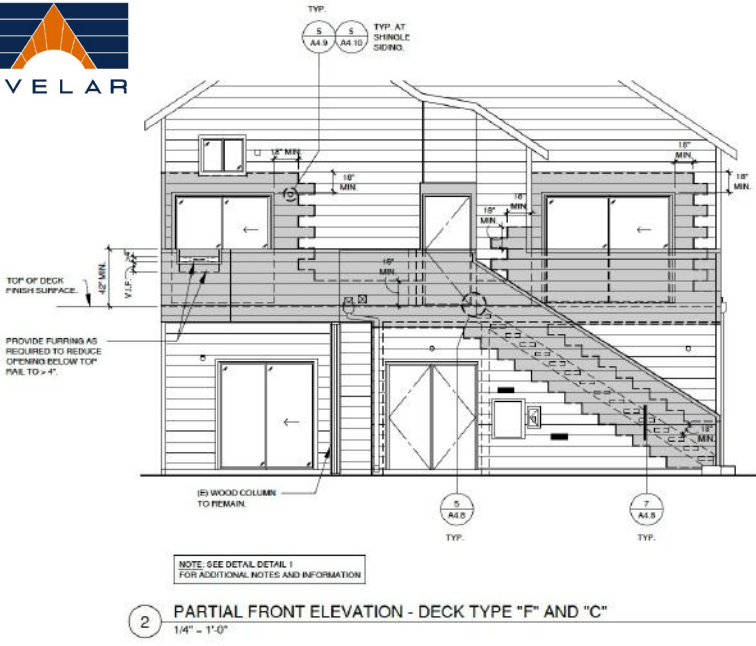 VELAR
TYP.
5
A4.9
5
A4.10
TYP. AT
SHINGLE
SIDING.
18" MIN.
18"
MIN.
18"
MIN.
18"
MIN.
18"
MIN.
18"
MIN.
18"
MIN.
42" MIN.
V.I.F.
TOP OF DECK
FINISH SURFACE.
PROVIDE FURRING AS
REQUIRED TO REDUCE
OPENING BELOW TOP
RAIL TO > 4".
18"
MIN.
(E) WOOD COLUMN
TO REMAIN
5
A4.8
TYP.
7
A4.8
TYP.
NOTE: SEE DETAIL DETAIL 1
FOR ADDITIONAL NOTES AND INFORMATION
2
PARTIAL FRONT ELEVATION - DECK TYPE "F" AND "C"
1/4" = 1'-0"